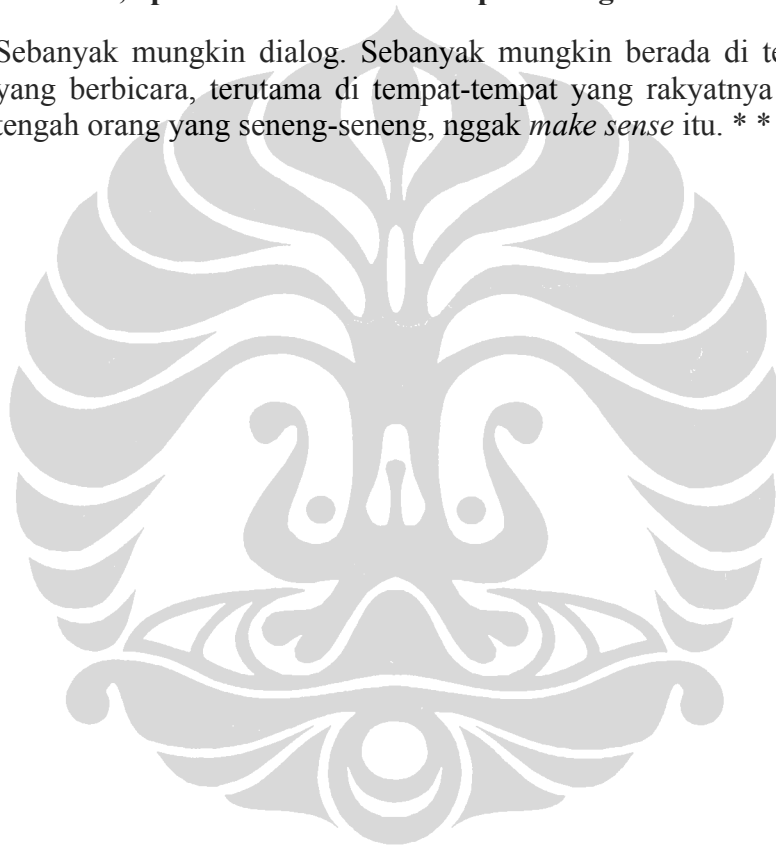 Sebanyak mungkin dialog. Sebanyak mungkin berada di te
yang berbicara, terutama di tempat-tempat yang rakyatnya
tengah orang yang seneng-seneng, nggak make sense itu. * *